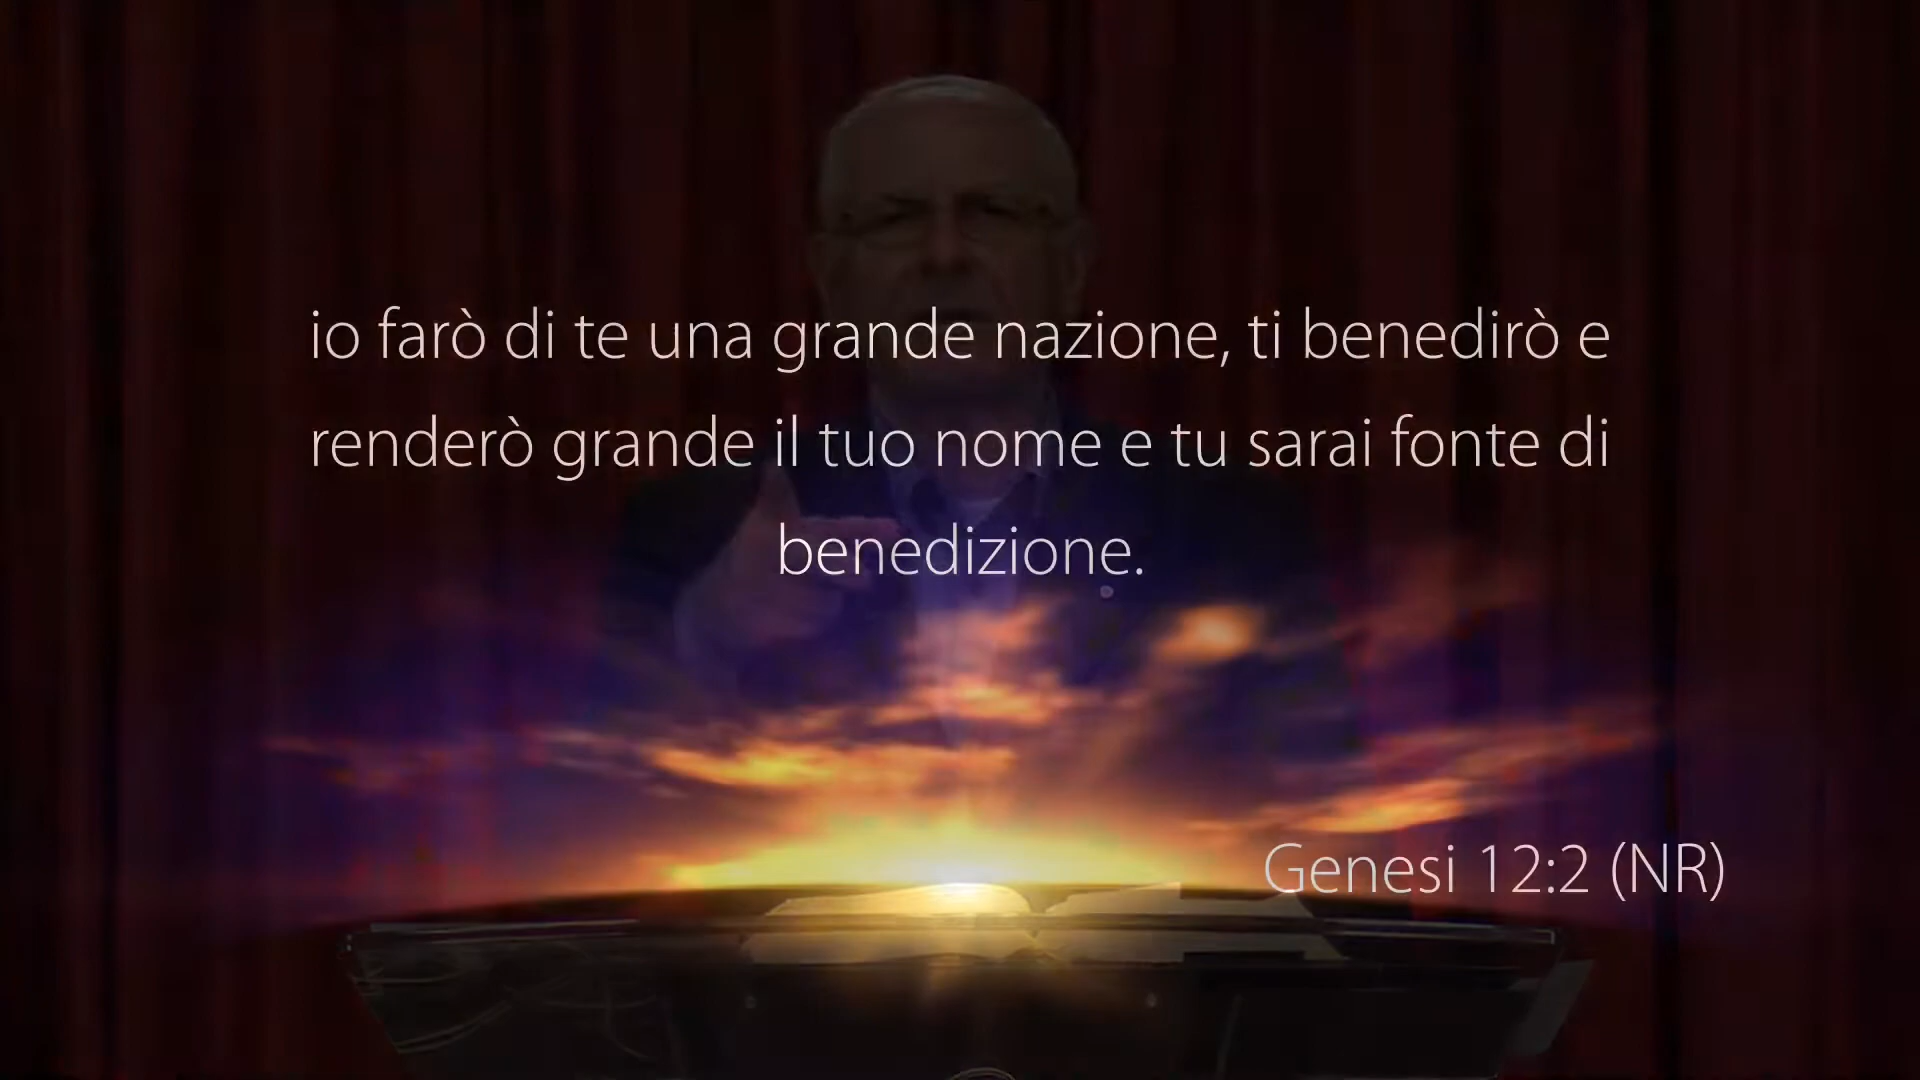 io farò di te una grande nazione, ti benedirò e
renderò grande il tuo nome e tu sarai fonte di
benedizione.
Genesi 12:2 (NR)